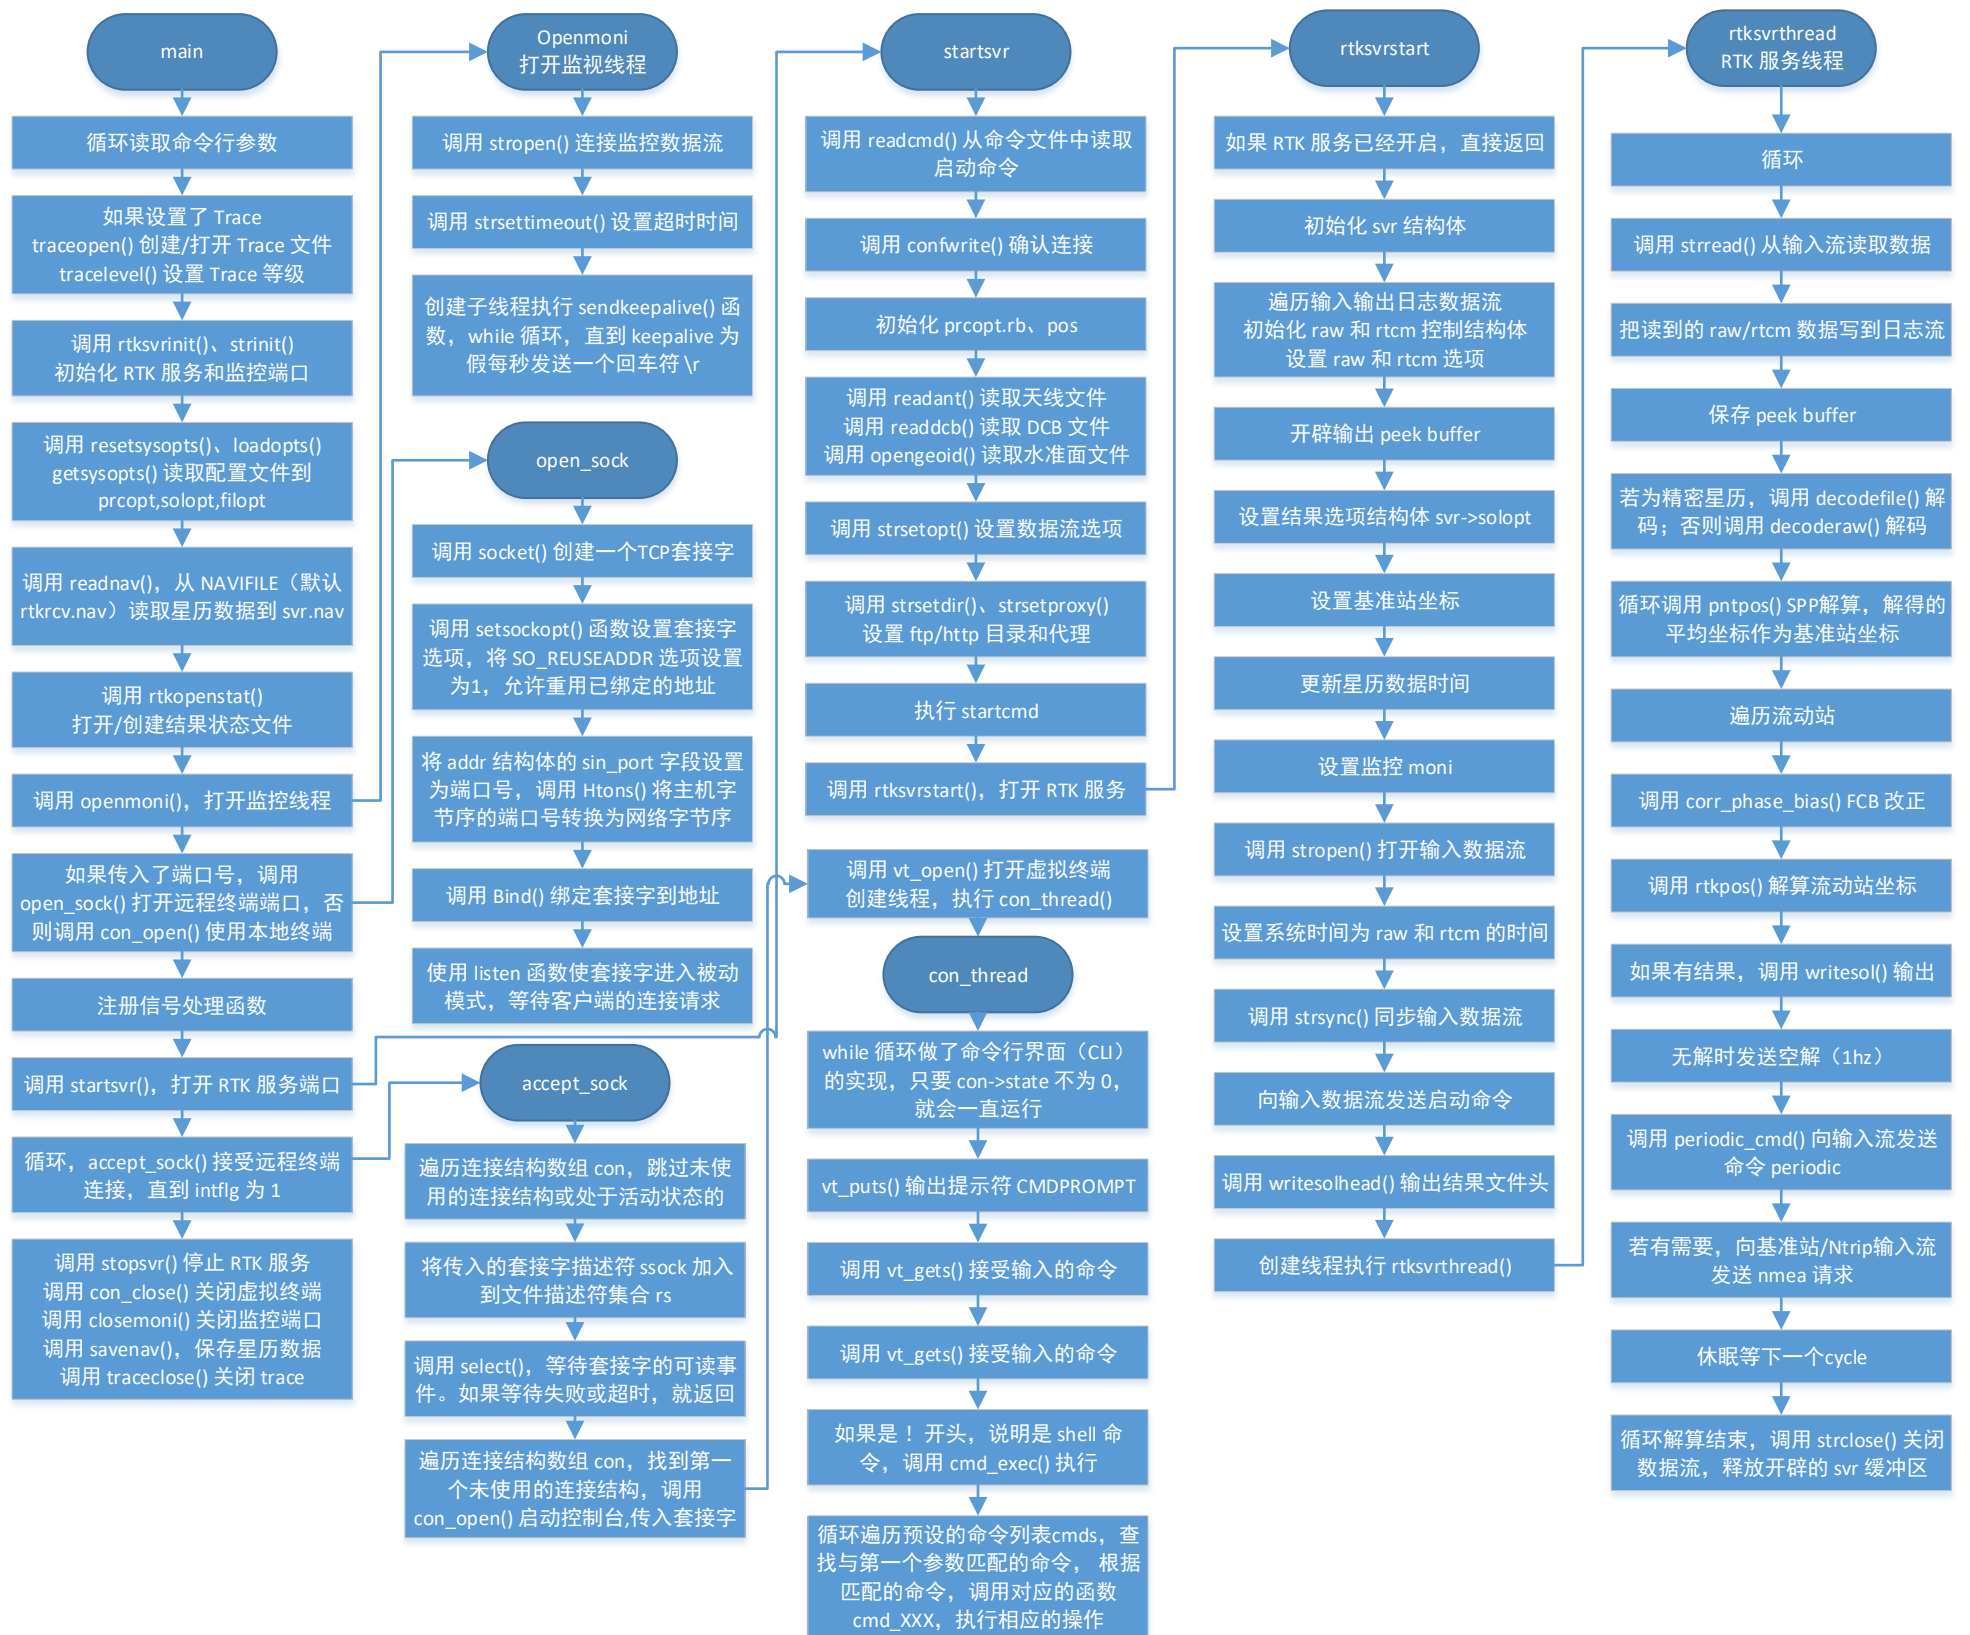 main
循环读取命令行参数
如果设置了 Trace
traceopen() 创建/打开 Trace 文件
tracelevel() 设置 Trace 等级
调用 rtksvrinit()、strinit()
初始化 RTK 服务和监控端口
调用 resetsysopts()、loadopts()
getsysopts() 读取配置文件到
prcopt,solopt,filopt
调用 readnav()，从 NAVIFILE（默认
rtkrcv.nav）读取星历数据到 svr.nav
调用 rtkopenstat()
打开/创建结果状态文件
调用 openmoni()，打开监控线程
如果传入了端口号，调用
open_sock() 打开远程终端端口，否
则调用 con_open() 使用本地终端
注册信号处理函数
调用 startsvr()，打开 RTK 服务端口
循环，accept_sock() 接受远程终端
连接，直到 intflg 为 1
调用 stopsvr() 停止 RTK 服务
调用 con_close() 关闭虚拟终端
调用 closemoni() 关闭监控端口
调用 savenav()，保存星历数据
调用 traceclose() 关闭 trace
Openmoni
打开监视线程
调用 stropen() 连接监控数据流
调用 strsettimeout() 设置超时时间
创建子线程执行 sendkeepalive() 函
数，while 循环，直到 keepalive 为
假每秒发送一个回车符 \r
open_sock
调用 socket() 创建一个TCP套接字
调用 setsockopt() 函数设置套接字
选项，将 SO_REUSEADDR 选项设置
为1，允许重用已绑定的地址
将 addr 结构体的 sin_port 字段设置
为端口号，调用 Htons() 将主机字
节序的端口号转换为网络字节序
调用 Bind() 绑定套接字到地址
使用 listen 函数使套接字进入被动
模式，等待客户端的连接请求
accept_sock
遍历连接结构数组 con，跳过未使
用的连接结构或处于活动状态的
将传入的套接字描述符 ssock 加入
到文件描述符集合 rs
调用 select()，等待套接字的可读事
件。如果等待失败或超时，就返回
遍历连接结构数组 con，找到第一
个未使用的连接结构，调用
con_open() 启动控制台,传入套接字
startsvr
调用 readcmd() 从命令文件中读取
启动命令
调用 confwrite() 确认连接
初始化 prcopt.rb、pos
调用 readant() 读取天线文件
调用 readdcb() 读取 DCB 文件
调用 opengeoid() 读取水准面文件
调用 strsetopt() 设置数据流选项
调用 strsetdir()、strsetproxy()
设置 ftp/http 目录和代理
执行 startcmd
调用 rtksvrstart()，打开 RTK 服务
调用 vt_open() 打开虚拟终端
创建线程，执行 con_thread()
con_thread
while 循环做了命令行界面（CLI）
的实现，只要 con->state 不为 0，
就会一直运行
vt_puts() 输出提示符 CMDPROMPT
调用 vt_gets() 接受输入的命令
调用 vt_gets() 接受输入的命令
如果是 ！开头，说明是 shell 命
令，调用 cmd_exec() 执行
循环遍历预设的命令列表cmds，查
找与第一个参数匹配的命令， 根据
匹配的命令，调用对应的函数
cmd_XXX，执行相应的操作
rtksvrstart
如果 RTK 服务已经开启，直接返回
初始化 svr 结构体
遍历输入输出日志数据流
初始化 raw 和 rtcm 控制结构体
设置 raw 和 rtcm 选项
开辟输出 peek buffer
设置结果选项结构体 svr->solopt
设置基准站坐标
更新星历数据时间
设置监控 moni
调用 stropen() 打开输入数据流
设置系统时间为 raw 和 rtcm 的时间
调用 strsync() 同步输入数据流
向输入数据流发送启动命令
调用 writesolhead() 输出结果文件头
创建线程执行 rtksvrthread()
rtksvrthread
RTK 服务线程
循环
调用 strread() 从输入流读取数据
把读到的 raw/rtcm 数据写到日志流
保存 peek buffer
若为精密星历，调用 decodefile() 解
码；否则调用 decoderaw() 解码
循环调用 pntpos() SPP解算，解得的
平均坐标作为基准站坐标
遍历流动站
调用 corr_phase_bias() FCB 改正
调用 rtkpos() 解算流动站坐标
如果有结果，调用 writesol() 输出
无解时发送空解（1hz）
调用 periodic_cmd() 向输入流发送
命令 periodic
若有需要，向基准站/Ntrip输入流
发送 nmea 请求
休眠等下一个cycle
循环解算结束，调用 strclose() 关闭
数据流，释放开辟的 svr 缓冲区